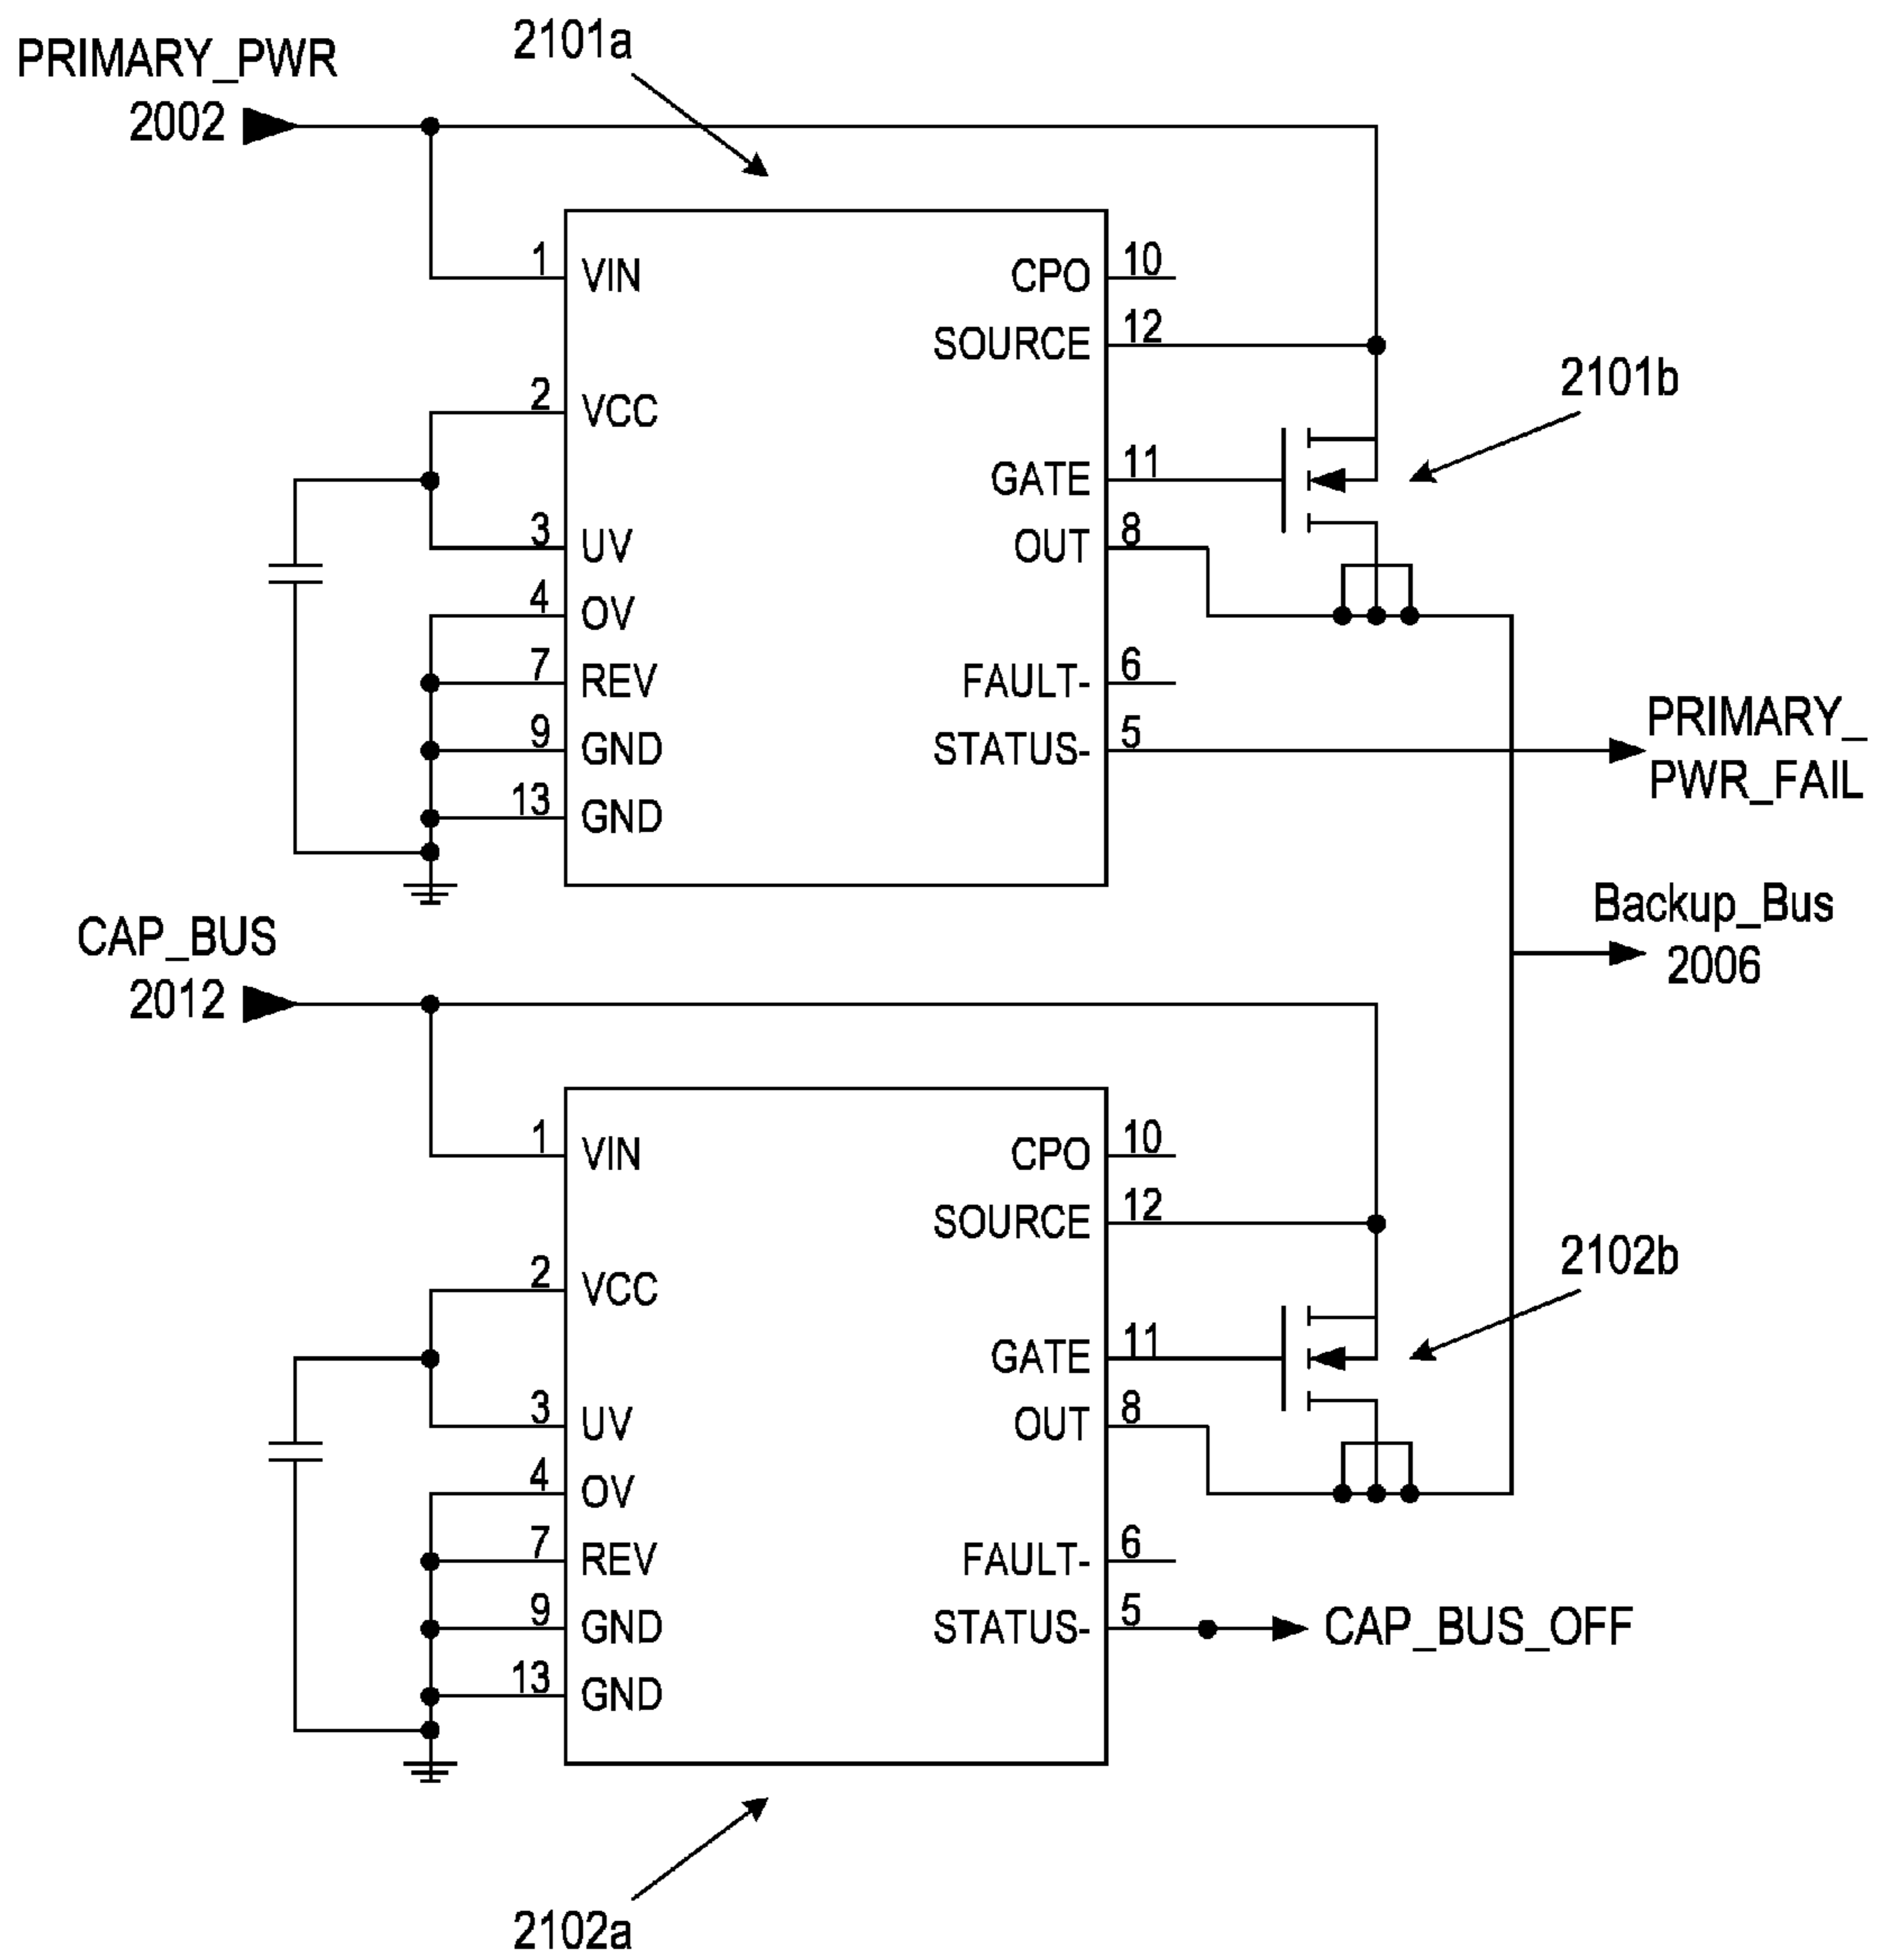 2101a
PRIMARY_PWR
2002
1 VIN
CPO 10
SOURCE 12
2101b
2 VCC
GATE 11
3 UV
OUT 8
4 OV
7 REV
FAULT- 6
9 GND
STATUS- 5
PRIMARY_
PWR_FAIL
13 GND
Backup_Bus
2006
CAP_BUS
2012
1 VIN
CPO 10
SOURCE 12
2102b
2 VCC
GATE 11
3 UV
OUT 8
4 OV
7 REV
FAULT- 6
9 GND
STATUS- 5
CAP_BUS_OFF
13 GND
2102a